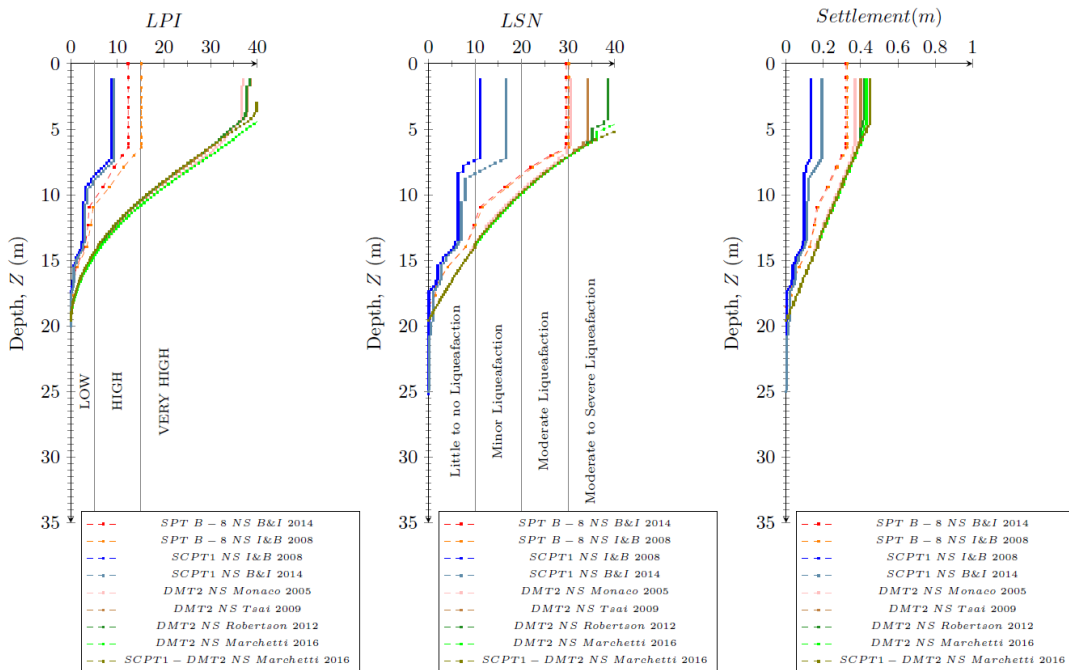 LPI
0 10 20 30 40
0
5
10
15
20
25
30
35
Depth, Z (m)
LOW
HIGH
VERY HIGH
SPT B − 8 NS B&I 2014
SPT B − 8 NS I&B 2008
SCPT1 NS I&B 2008
SCPT1 NS B&I 2014
DMT2 NS Monaco 2005
DMT2 NS Tsai 2009
DMT2 NS Robertson 2012
DMT2 NS Marchetti 2016
SCPT1 − DMT2 NS Marchetti 2016
LSN
0 10 20 30 40
0
5
10
15
20
25
30
35
Depth, Z (m)
Little to no Liqueafaction
Minor Liqueafaction
Moderate Liqueafaction
Moderate to Severe Liqueafaction
SPT B − 8 NS B&I 2014
SPT B − 8 NS I&B 2008
SCPT1 NS I&B 2008
SCPT1 NS B&I 2014
DMT2 NS Monaco 2005
DMT2 NS Tsai 2009
DMT2 NS Robertson 2012
DMT2 NS Marchetti 2016
SCPT1 − DMT2 NS Marchetti 2016
Settlement(m)
0 0.2 0.4 0.6 0.8 1
0
5
10
15
20
25
30
35
Depth, Z (m)
SPT B − 8 NS B&I 2014
SPT B − 8 NS I&B 2008
SCPT1 NS I&B 2008
SCPT1 NS B&I 2014
DMT2 NS Monaco 2005
DMT2 NS Tsai 2009
DMT2 NS Robertson 2012
DMT2 NS Marchetti 2016
SCPT1 − DMT2 NS Marchetti 2016